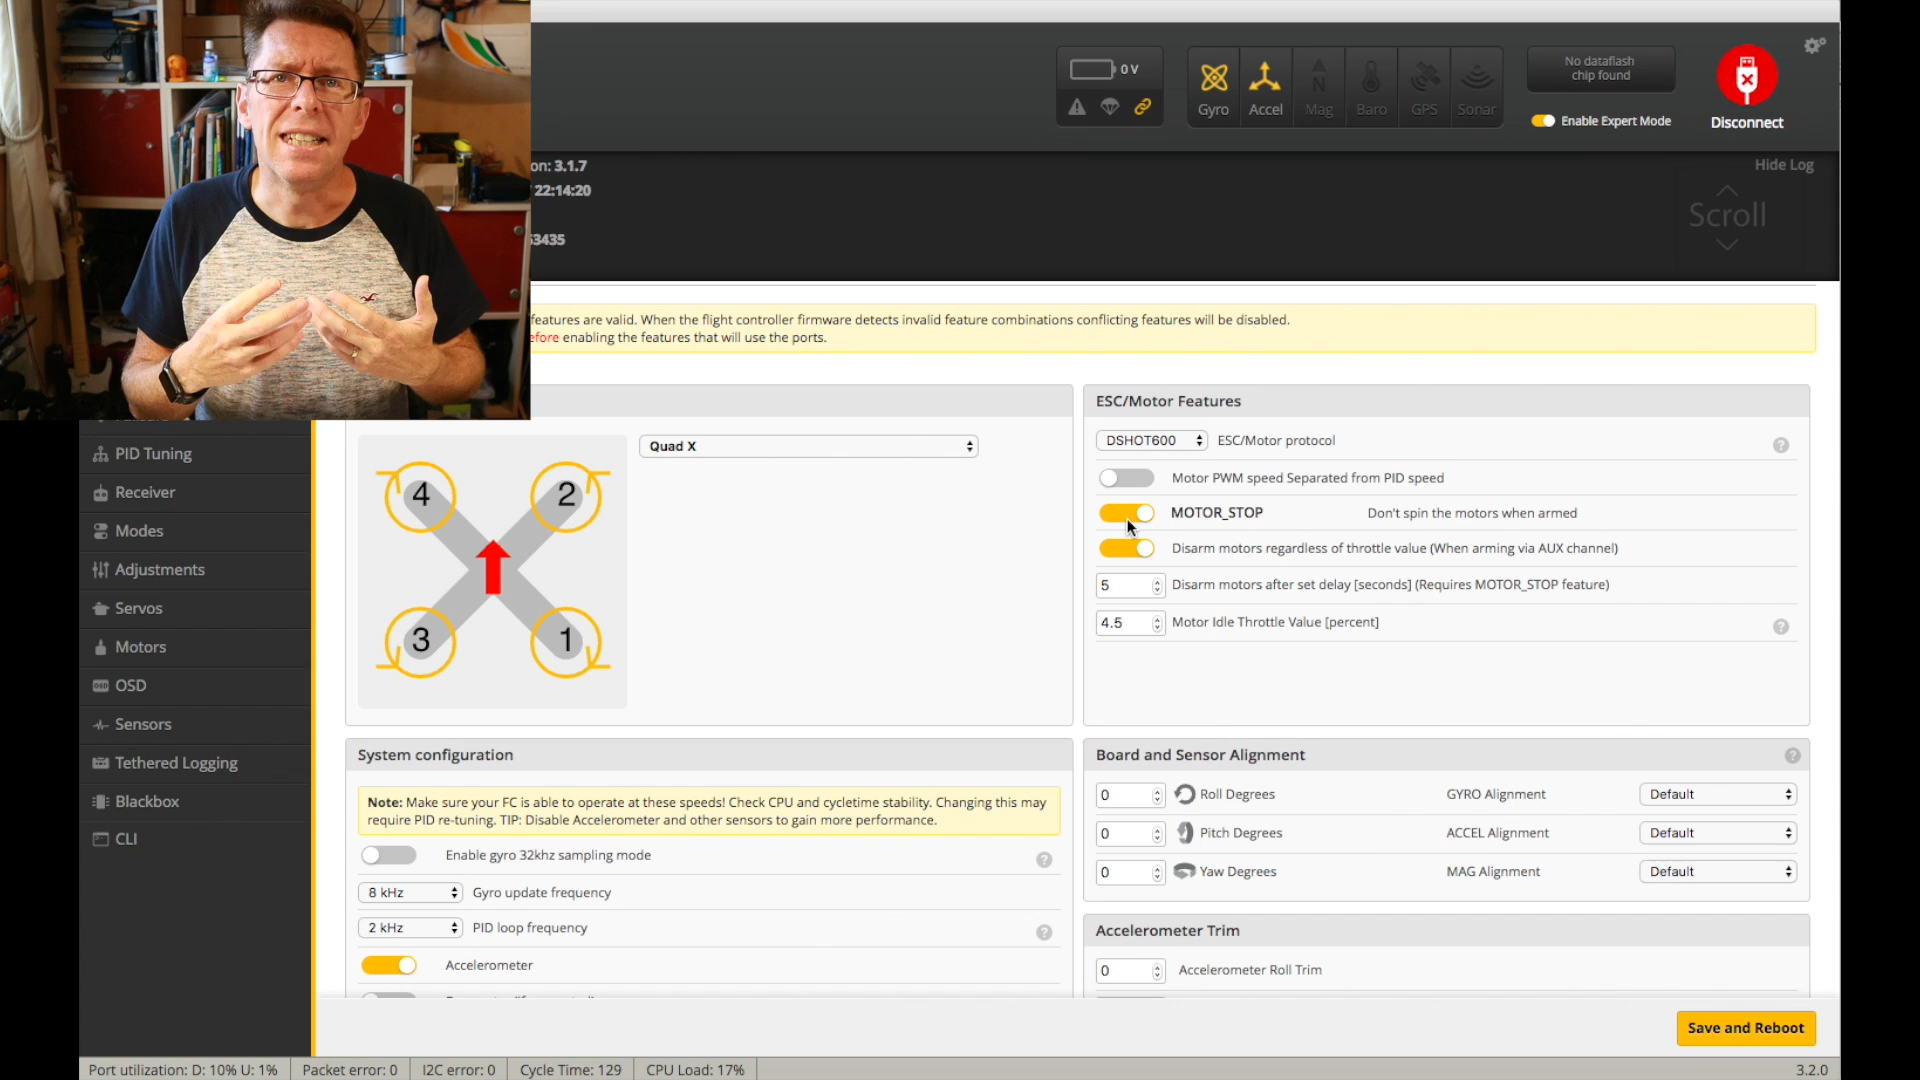 0 V
Gyro
Accel
Mag
Baro
GPS
Sonar
No dataflash
chip found
Enable Expert Mode
Disconnect
on: 3.1.7
22:14:20
53435
Hide Log
Scroll
features are valid. When the flight controller firmware detects invalid feature combinations conflicting features will be disabled.
efore enabling the features that will use the ports.
PID Tuning
Receiver
Modes
Adjustments
Servos
Motors
OSD
Sensors
Tethered Logging
Blackbox
CLI
Quad X
4
2
3
1
ESC/Motor Features
DSHOT600 ESC/Motor protocol
Motor PWM speed Separated from PID speed
MOTOR_STOP Don't spin the motors when armed
Disarm motors regardless of throttle value (When arming via AUX channel)
5 Disarm motors after set delay [seconds] (Requires MOTOR_STOP feature)
4.5 Motor Idle Throttle Value [percent]
System configuration
Note: Make sure your FC is able to operate at these speeds! Check CPU and cycletime stability. Changing this may
require PID re-tuning. TIP: Disable Accelerometer and other sensors to gain more performance.
Enable gyro 32khz sampling mode
8 kHz Gyro update frequency
2 kHz PID loop frequency
Accelerometer
Board and Sensor Alignment
0 Roll Degrees GYRO Alignment Default
0 Pitch Degrees ACCEL Alignment Default
0 Yaw Degrees MAG Alignment Default
Accelerometer Trim
0 Accelerometer Roll Trim
Save and Reboot
Port utilization: D: 10% U: 1% Packet error: 0 I2C error: 0 Cycle Time: 129 CPU Load: 17% 3.2.0